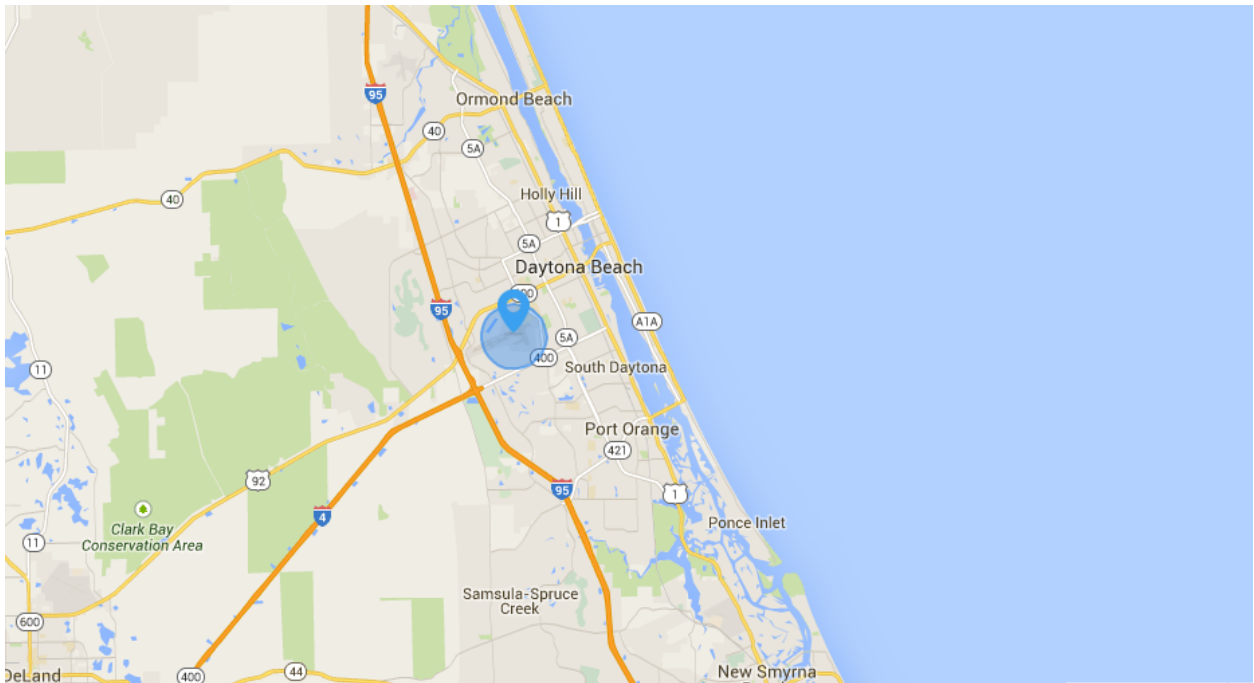 95
Ormond Beach
40
5A
40
Holly Hill
1
5A
Daytona Beach
95
A1A
5A
400
South Daytona
11
Port Orange
421
92
95
1
4
Clark Bay
Conservation Area
Ponce Inlet
11
Samsula-Spruce
Creek
600
400
44
New Smyrna